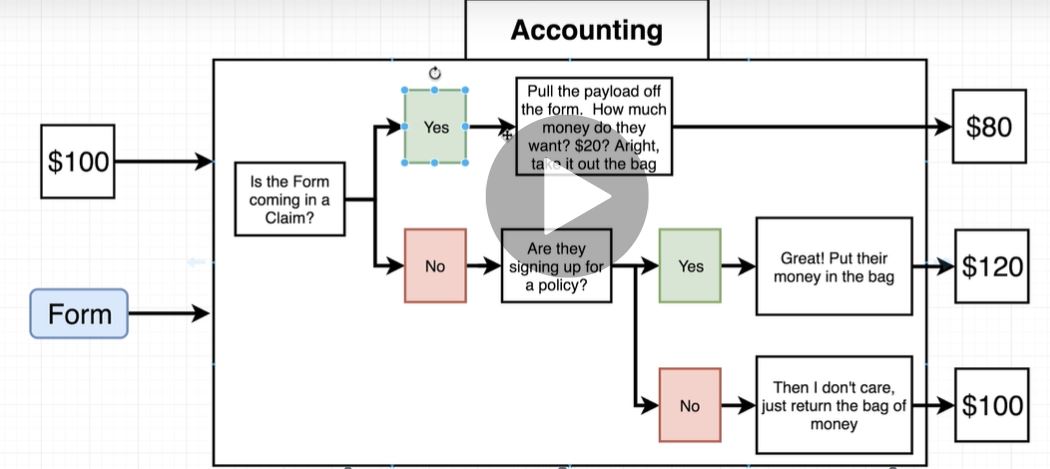 Accounting
$100
Form
Is the Form
coming in a
Claim?
Yes
Pull the payload off
the form. How much
money do they
want? $20? Aright,
take it out the bag
$80
No
Are they
signing up for
a policy?
Yes
Great! Put their
money in the bag
$120
No
Then I don't care,
just return the bag of
money
$100